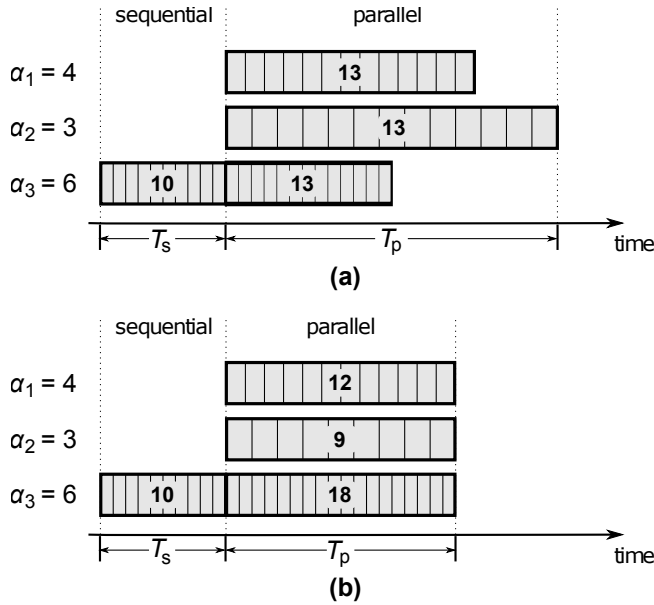 sequential parallel
α1 = 4 13
α2 = 3 13
α3 = 6 10 13
Ts Tp time
(a)
sequential parallel
α1 = 4 12
α2 = 3 9
α3 = 6 10 18
Ts Tp time
(b)